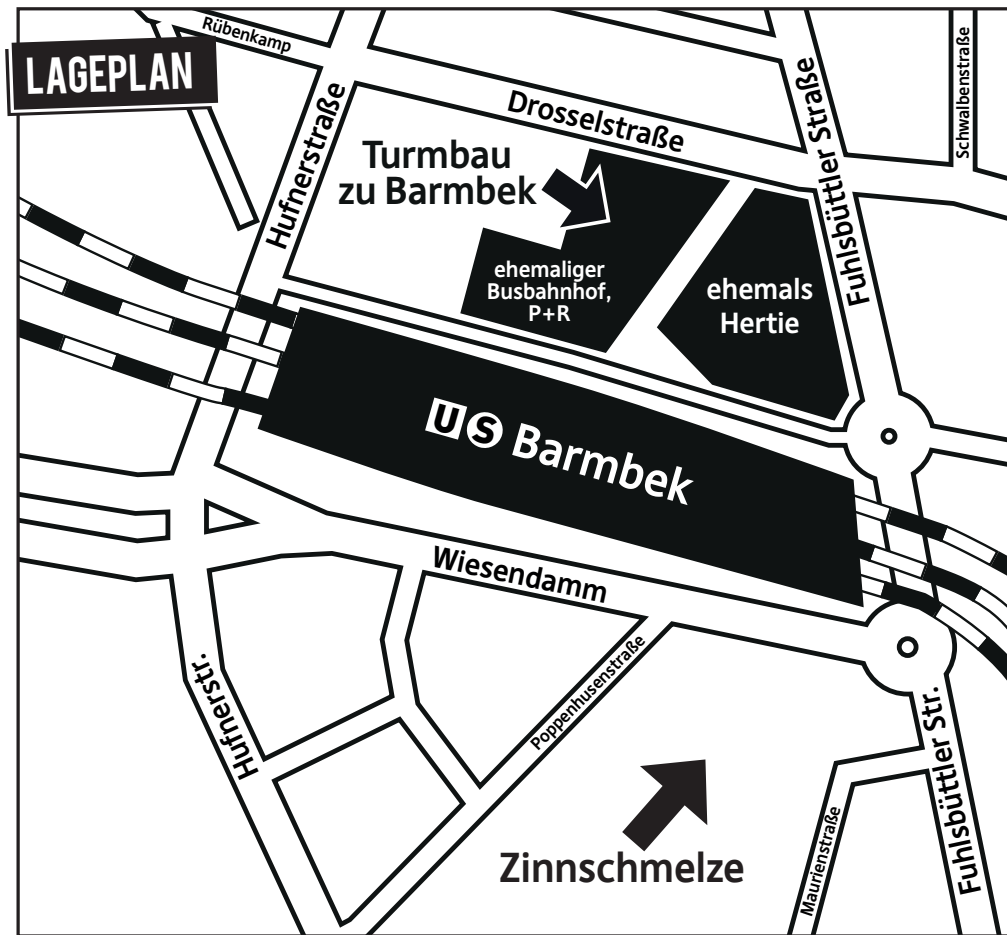 Rübenkamp
LAGEPLAN
Hufnerstraße
Drosselstraße
Fuhlsbüttler Straße
Schwalbenstraße
Turmbau
zu Barmbek
ehemaliger
Busbahnhof,
P+R
ehemals
Hertie
U S Barmbek
Wiesendamm
Hufnerstr.
Poppenhusenstraße
Fuhlsbüttler Str.
Maurienstraße
Zinnschmelze